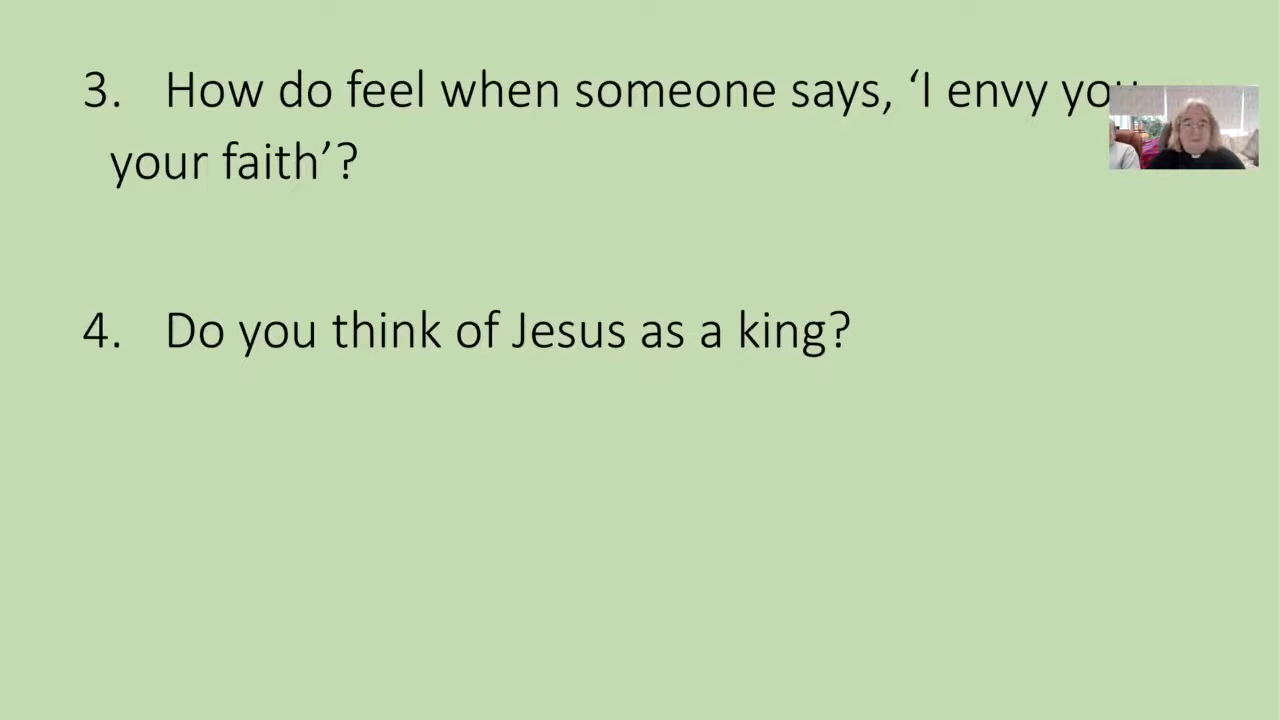 3. How do feel when someone says, ‘I envy you
your faith’?
4. Do you think of Jesus as a king?